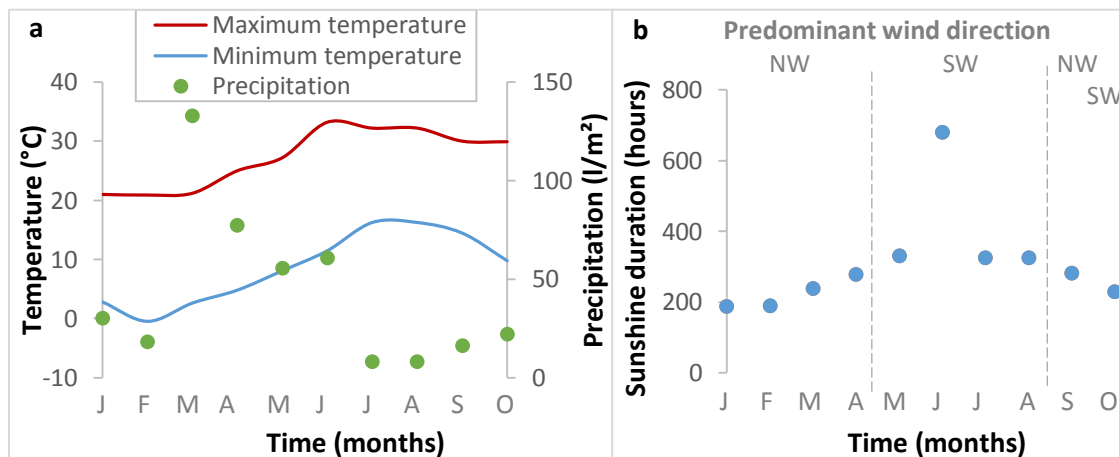 a
Maximum temperature
Minimum temperature
Precipitation
Temperature (°C)
40
30
20
10
0
-10
Precipitation (l/m²)
150
100
50
0
J F M A M J J A S O
Time (months)
b
Predominant wind direction
NW SW NW
SW
Sunshine duration (hours)
800
600
400
200
0
J F M A M J J A S O
Time (months)